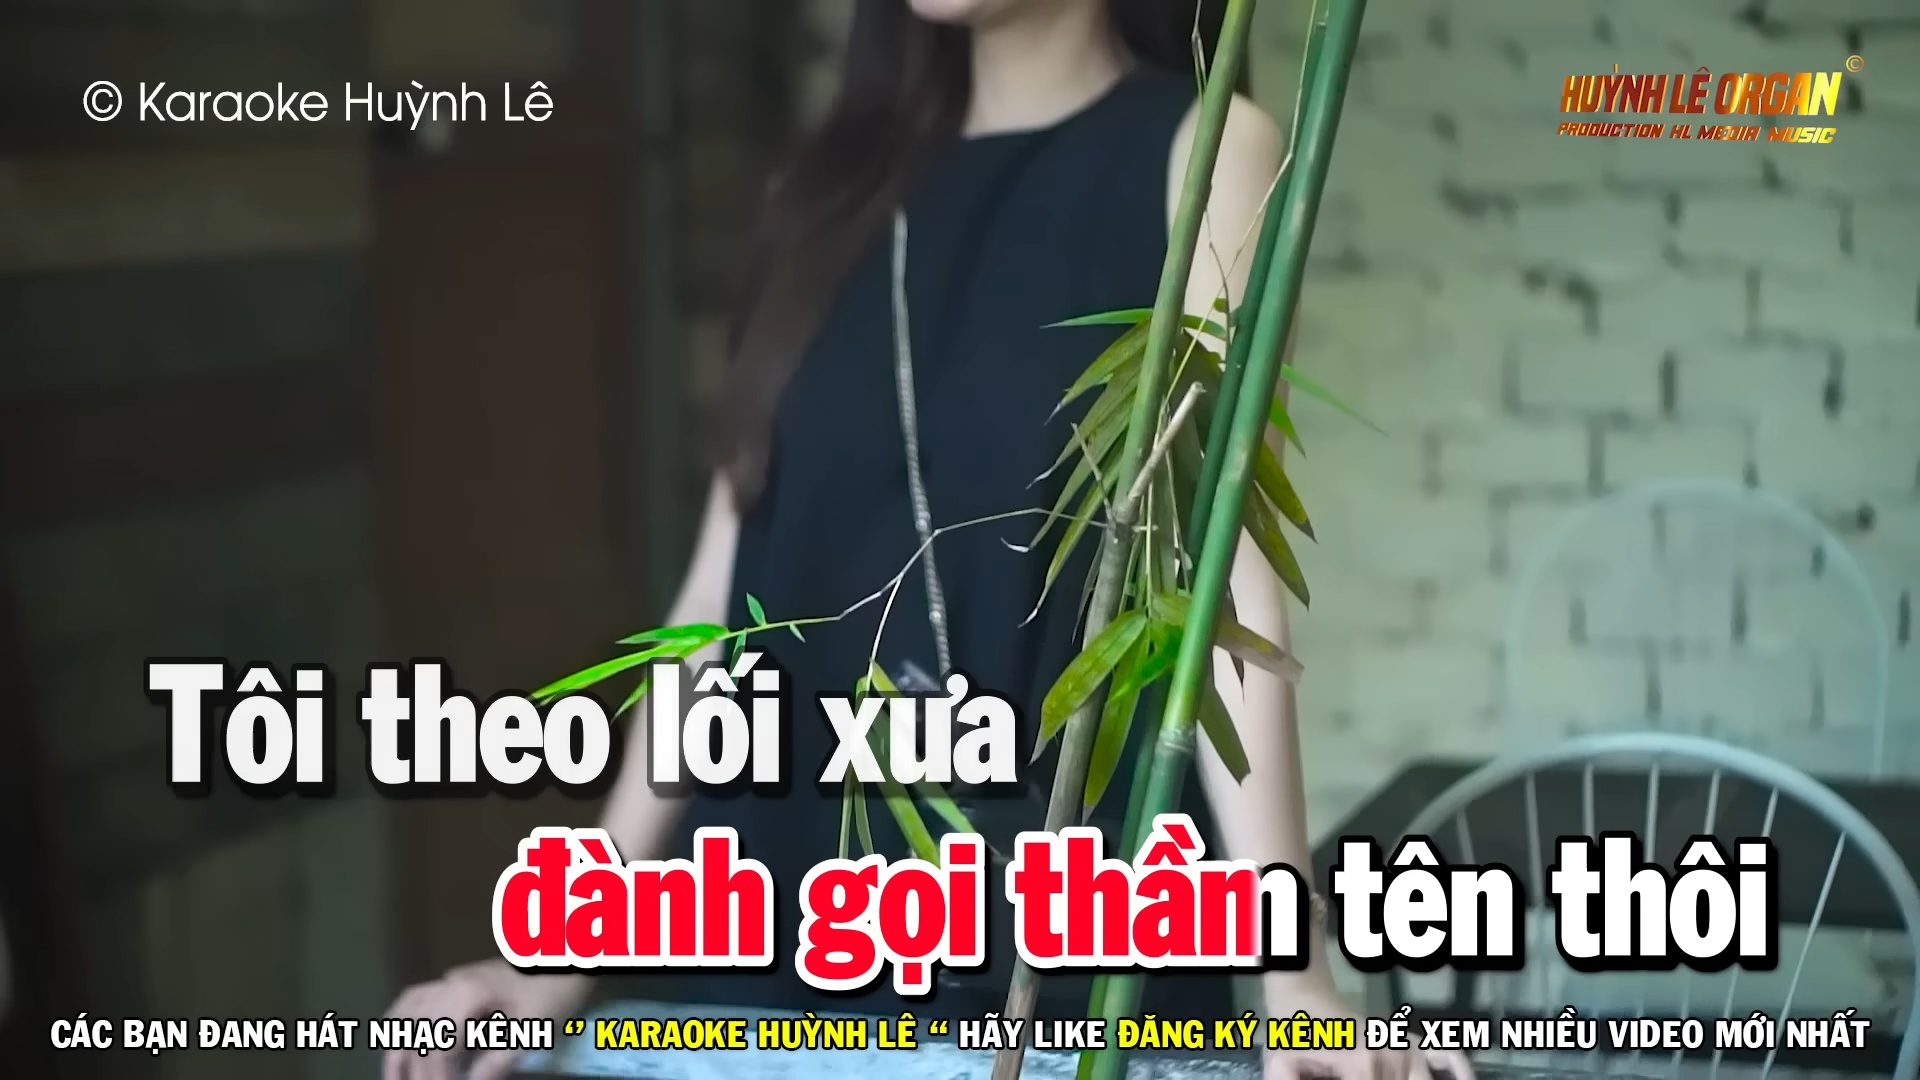 © Karaoke Huỳnh Lê
HUỲNH LÊ ORGAN ©
PRODUCTION HL MEDIA MUSIC
Tôi theo lối xưa
đành gọi thầm tên thôi
CÁC BẠN ĐANG HÁT NHẠC KÊNH ‘’ KARAOKE HUỲNH LÊ “ HÃY LIKE ĐĂNG KÝ KÊNH ĐỂ XEM NHIỀU VIDEO MỚI NHẤT